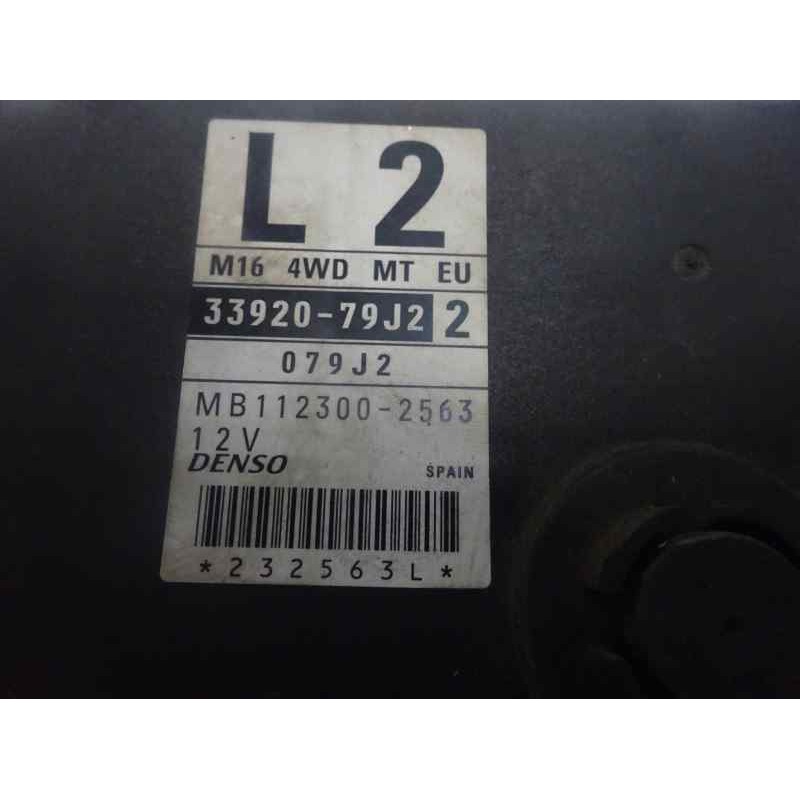 L 2
M16 4WD MT EU
33920-79J2 2
079J2
MB112300-2563
12V
DENSO SPAIN
*232563L*